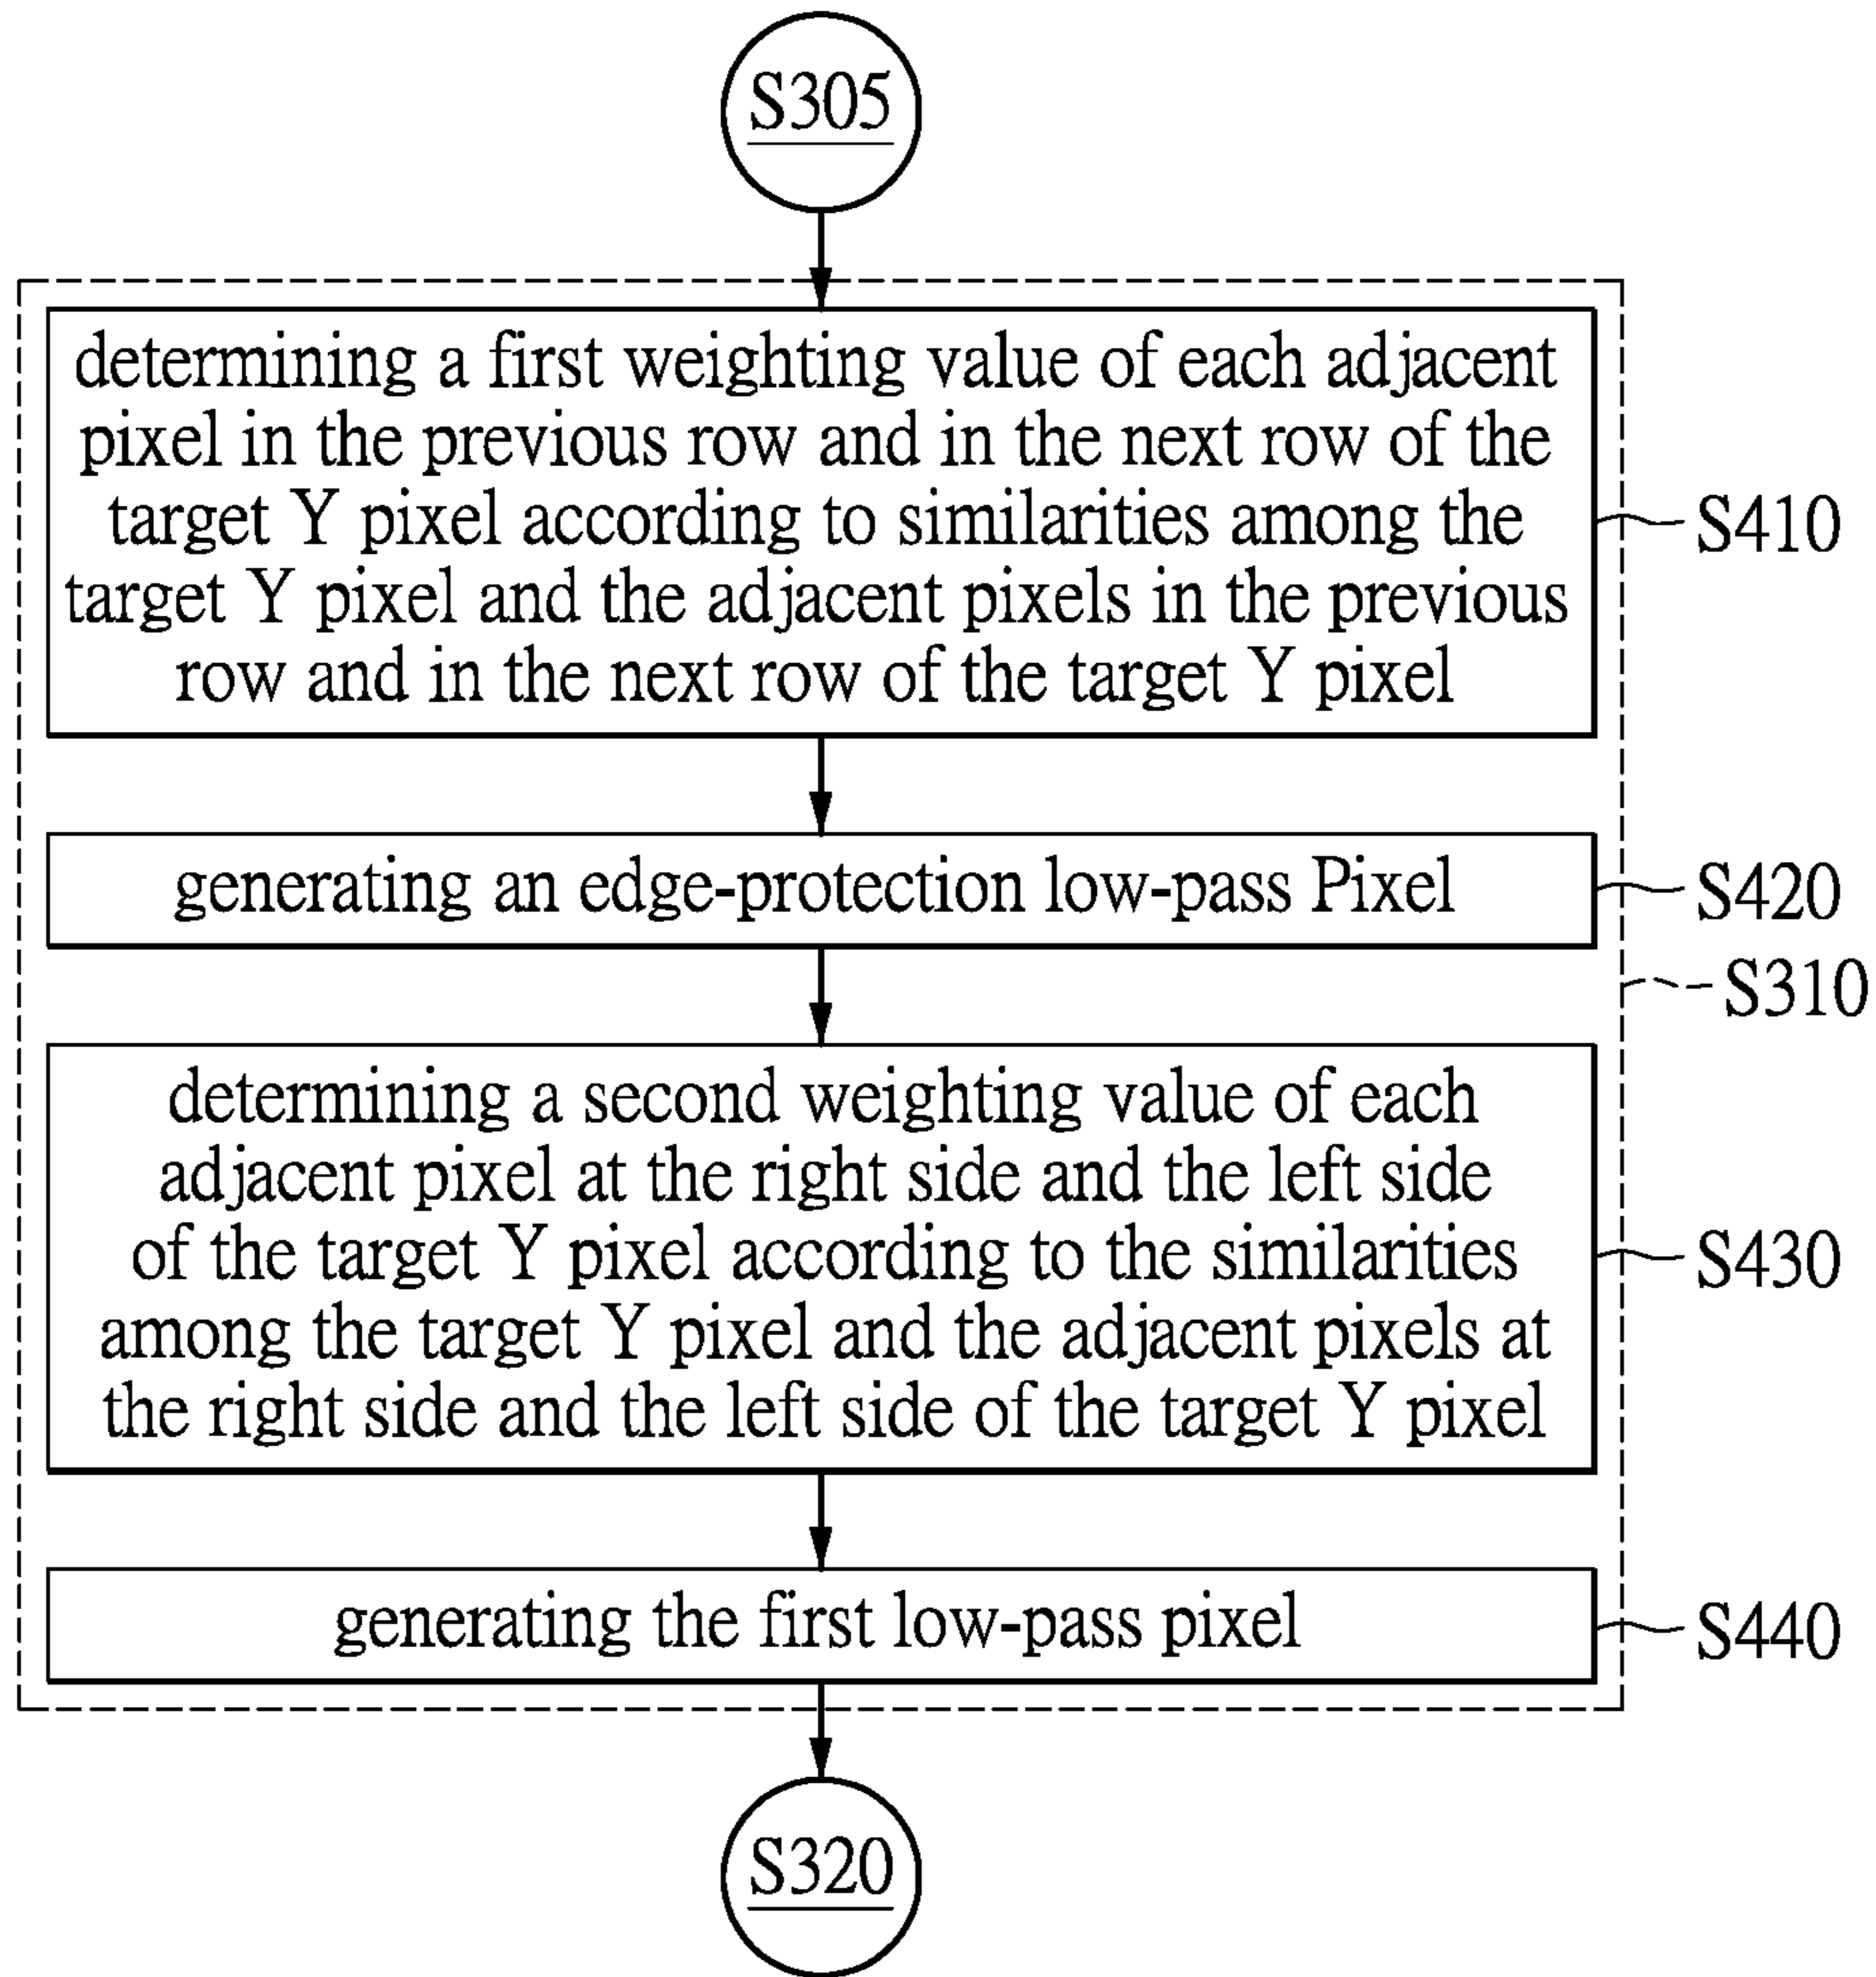 S305
determining a first weighting value of each adjacent
pixel in the previous row and in the next row of the
target Y pixel according to similarities among the
target Y pixel and the adjacent pixels in the previous
row and in the next row of the target Y pixel
S410
generating an edge-protection low-pass Pixel
S420
S310
determining a second weighting value of each
adjacent pixel at the right side and the left side
of the target Y pixel according to the similarities
among the target Y pixel and the adjacent pixels at
the right side and the left side of the target Y pixel
S430
generating the first low-pass pixel
S440
S320